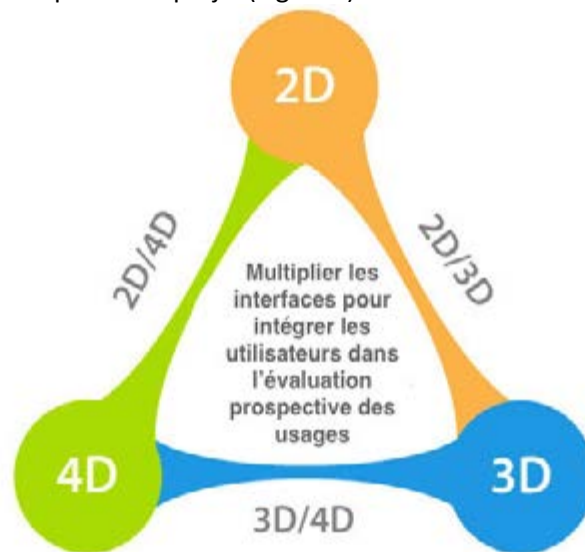 2D
2D/4D
2D/3D
Multiplier les
interfaces pour
intégrer les
utilisateurs dans
l'évaluation
prospective des
usages
4D
3D
3D/4D